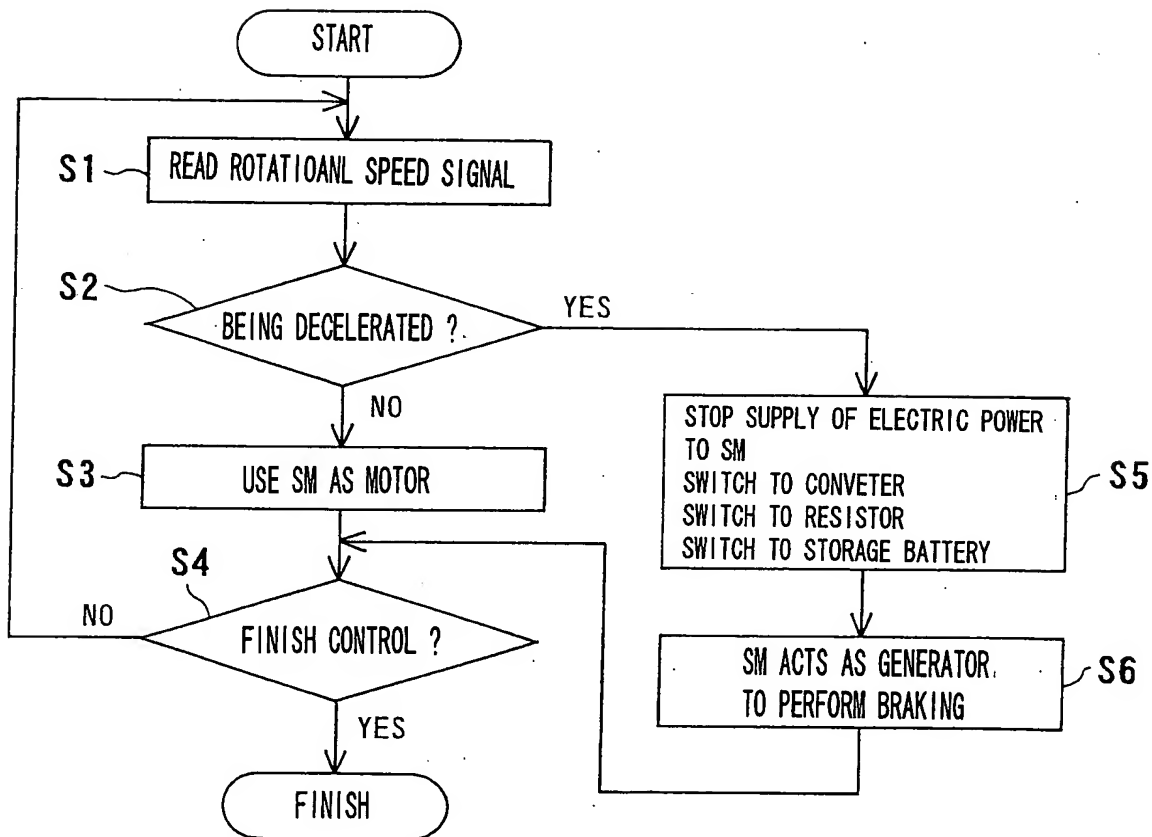 START
S1
READ ROTATIOANL SPEED SIGNAL
S2
BEING DECELERATED ?
YES
NO
S3
USE SM AS MOTOR
STOP SUPPLY OF ELECTRIC POWER
TO SM
SWITCH TO CONVETER
SWITCH TO RESISTOR
SWITCH TO STORAGE BATTERY
S5
S4
NO
FINISH CONTROL ?
YES
SM ACTS AS GENERATOR
TO PERFORM BRAKING
S6
FINISH